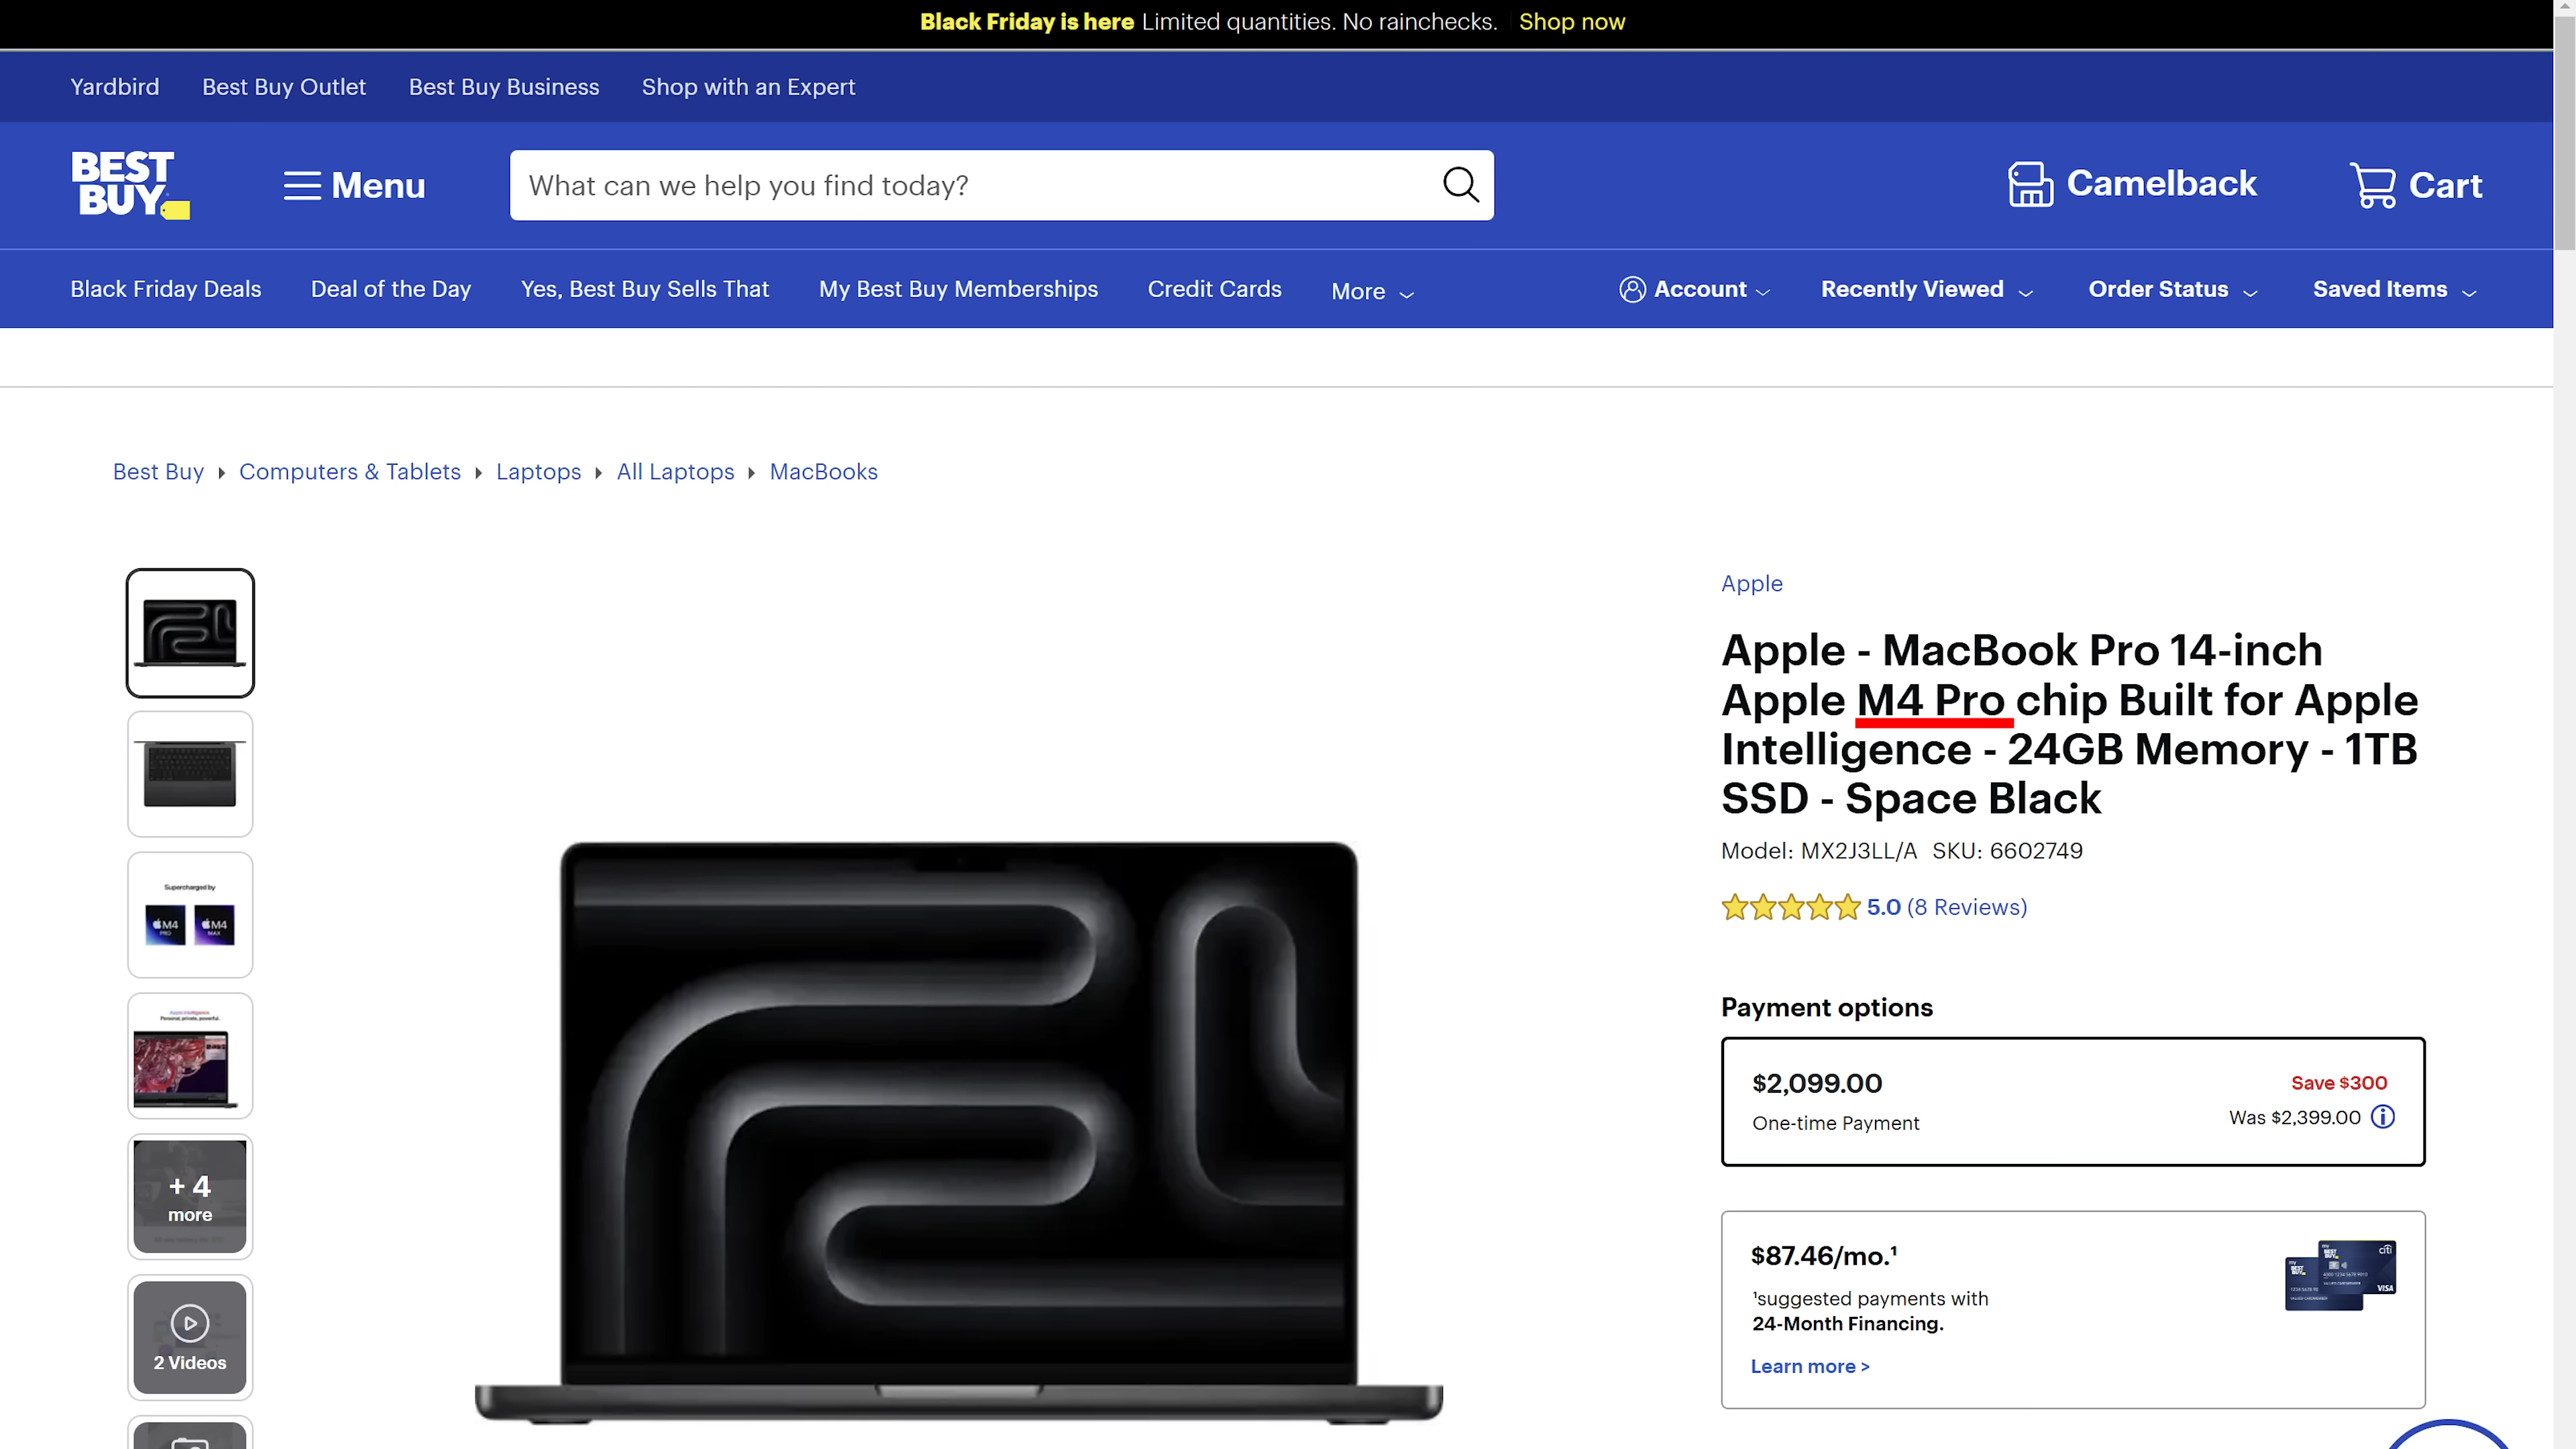 Black Friday is here Limited quantities. No rainchecks. Shop now
Yardbird Best Buy Outlet Best Buy Business Shop with an Expert
BEST
BUY
Menu
What can we help you find today?
Camelback
Cart
Black Friday Deals Deal of the Day Yes, Best Buy Sells That My Best Buy Memberships Credit Cards More Account Recently Viewed Order Status Saved Items
Best Buy Computers & Tablets Laptops All Laptops MacBooks
Supercharged by
M4 M4
PRO MAX
Apple Intelligence
Personal, private, powerful.
+ 4
more
2 Videos
Apple
Apple - MacBook Pro 14-inch
Apple M4 Pro chip Built for Apple
Intelligence - 24GB Memory - 1TB
SSD - Space Black
Model: MX2J3LL/A SKU: 6602749
5.0 (8 Reviews)
Payment options
$2,099.00 Save $300
One-time Payment Was $2,399.00
$87.46/mo.¹
¹suggested payments with
24-Month Financing.
Learn more >
my
BEST
BUY
citi
VISA